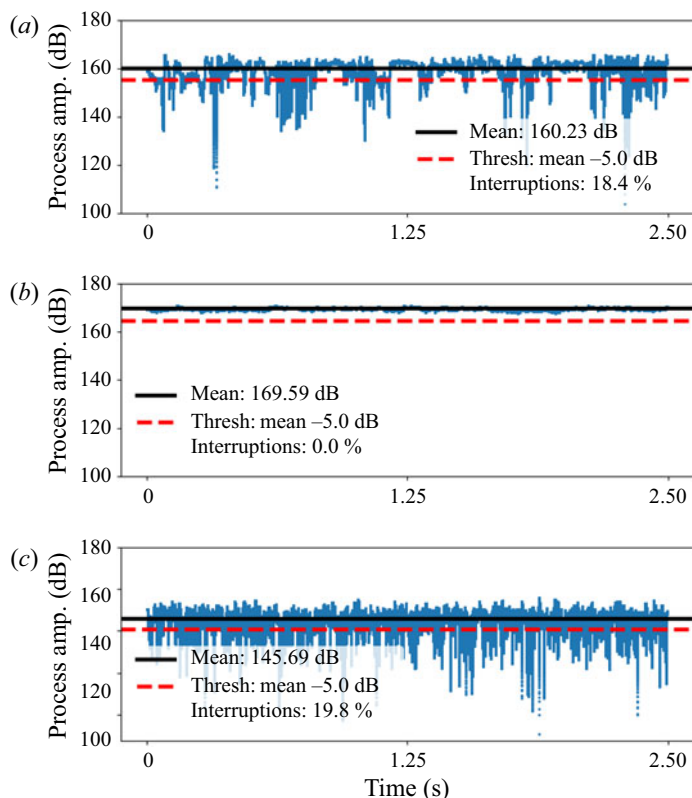 (a)
180
160
140
120
100
Process amp. (dB)
Mean: 160.23 dB
Thresh: mean –5.0 dB
Interruptions: 18.4 %
0 1.25 2.50
(b)
180
160
140
120
100
Process amp. (dB)
Mean: 169.59 dB
Thresh: mean –5.0 dB
Interruptions: 0.0 %
0 1.25 2.50
(c)
180
160
140
120
100
Process amp. (dB)
Mean: 145.69 dB
Thresh: mean –5.0 dB
Interruptions: 19.8 %
0 1.25 2.50
Time (s)